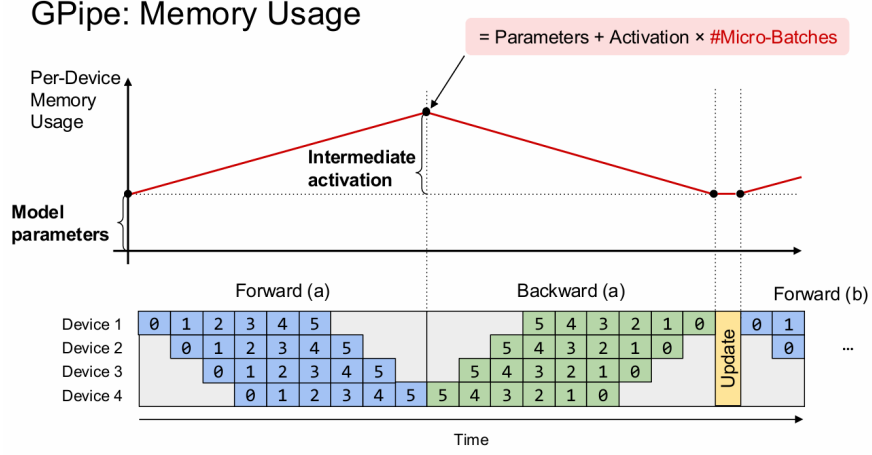 GPipe: Memory Usage
= Parameters + Activation × #Micro-Batches
Per-Device
Memory
Usage
Intermediate
activation
Model
parameters
Forward (a)
Backward (a)
Forward (b)
Device 1 0 1 2 3 4 5 5 4 3 2 1 0 0 1
Device 2 0 1 2 3 4 5 5 4 3 2 1 0 0 ...
Device 3 0 1 2 3 4 5 5 4 3 2 1 0
Device 4 0 1 2 3 4 5 5 4 3 2 1 0
Update
Time